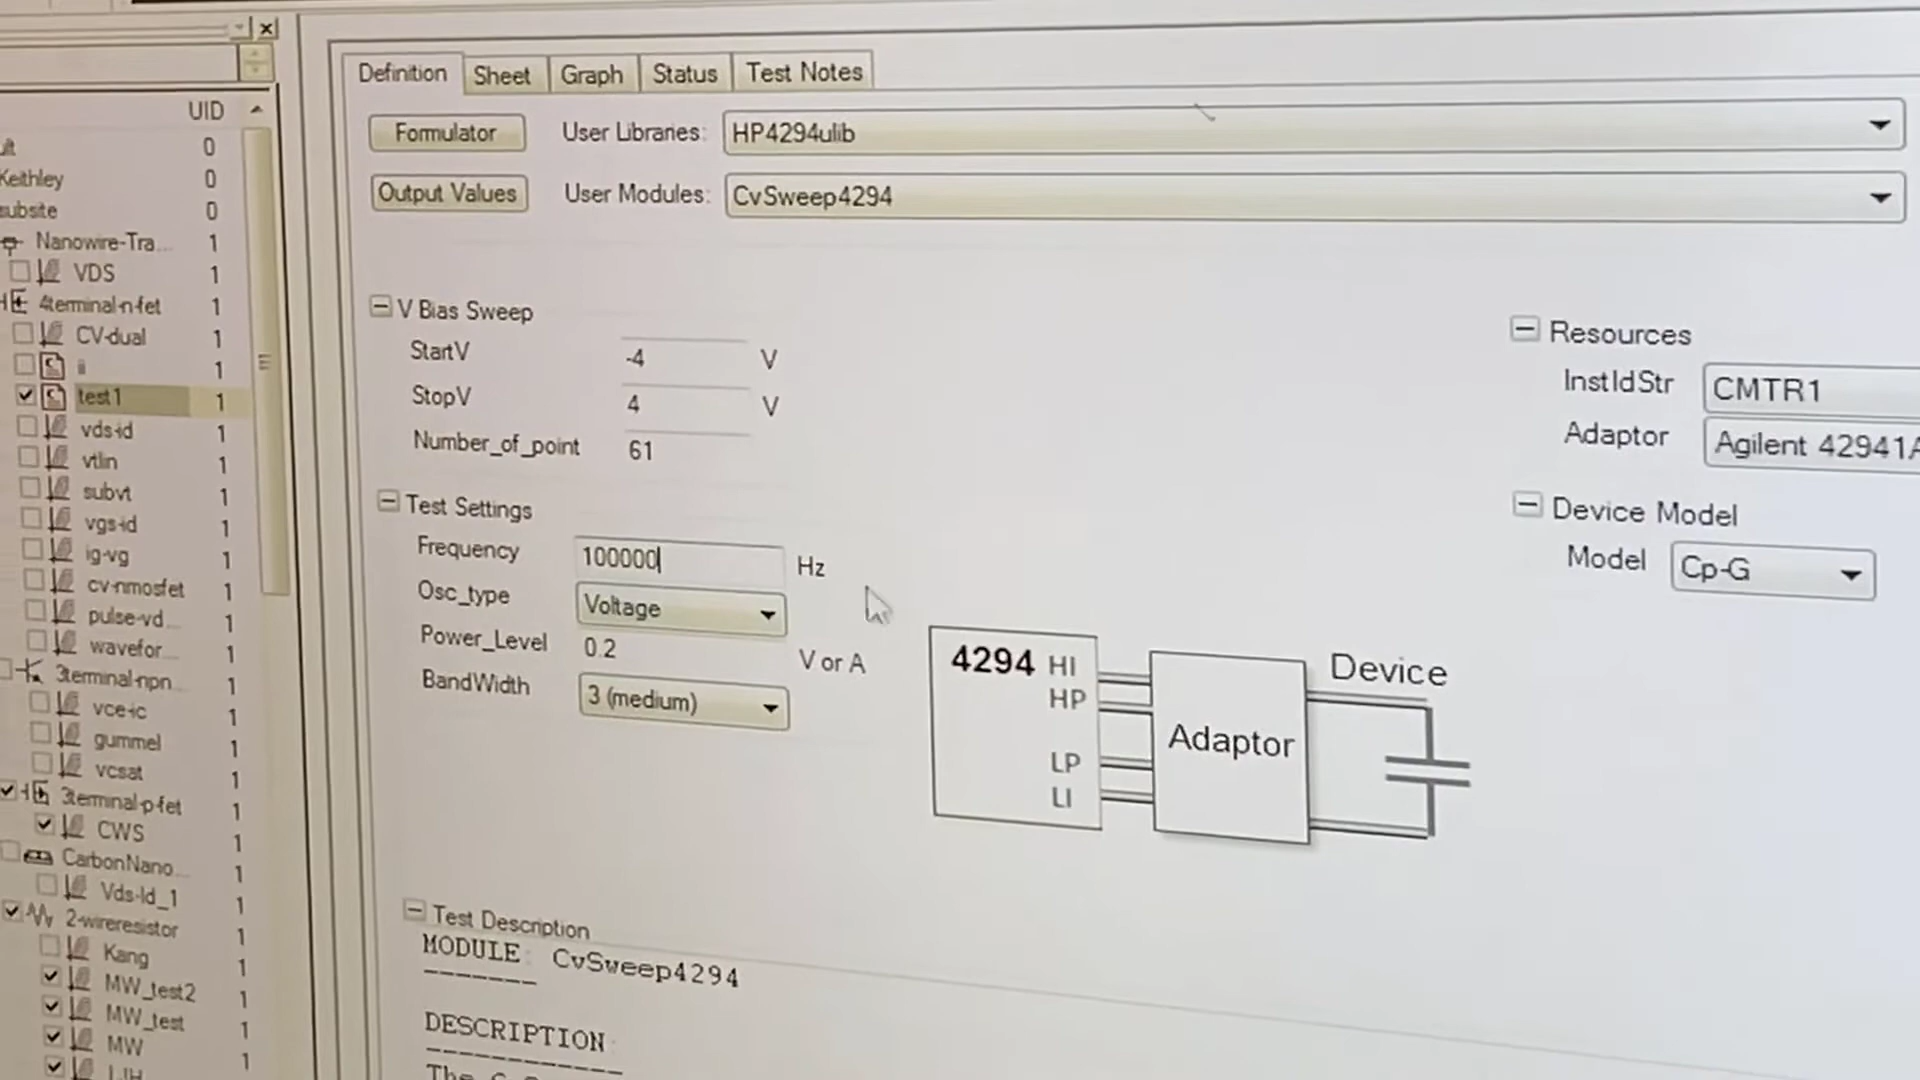 UID
0
Keithley 0
subsite 0
Nanowire-Tra... 1
VDS 1
4terminal-n-fet 1
CV-dual 1
ii 1
test1 1
vds-id 1
vtlin 1
subvt 1
vgs-id 1
ig-vg 1
cv-nmosfet 1
pulse-vd... 1
wavefor... 1
3terminal-npn... 1
vce-ic 1
gummel 1
vcsat 1
3terminal-p-fet 1
CWS 1
CarbonNano... 1
Vds-Id_1 1
2-wireresistor 1
Kang 1
MW_test2 1
MW_test 1
MW 1
1
Definition Sheet Graph Status Test Notes
Formulator User Libraries: HP4294ulib
Output Values User Modules: CvSweep4294
V Bias Sweep
StartV -4 V
StopV 4 V
Number_of_point 61
Test Settings
Frequency 100000 Hz
Osc_type Voltage
Power_Level 0.2 V or A
BandWidth 3 (medium)
Resources
InstIdStr CMTR1
Adaptor Agilent 42941A
Device Model
Model Cp-G
4294 HI
HP
LP
LI
Adaptor
Device
Test Description
MODULE: CvSweep4294
-------
DESCRIPTION
The